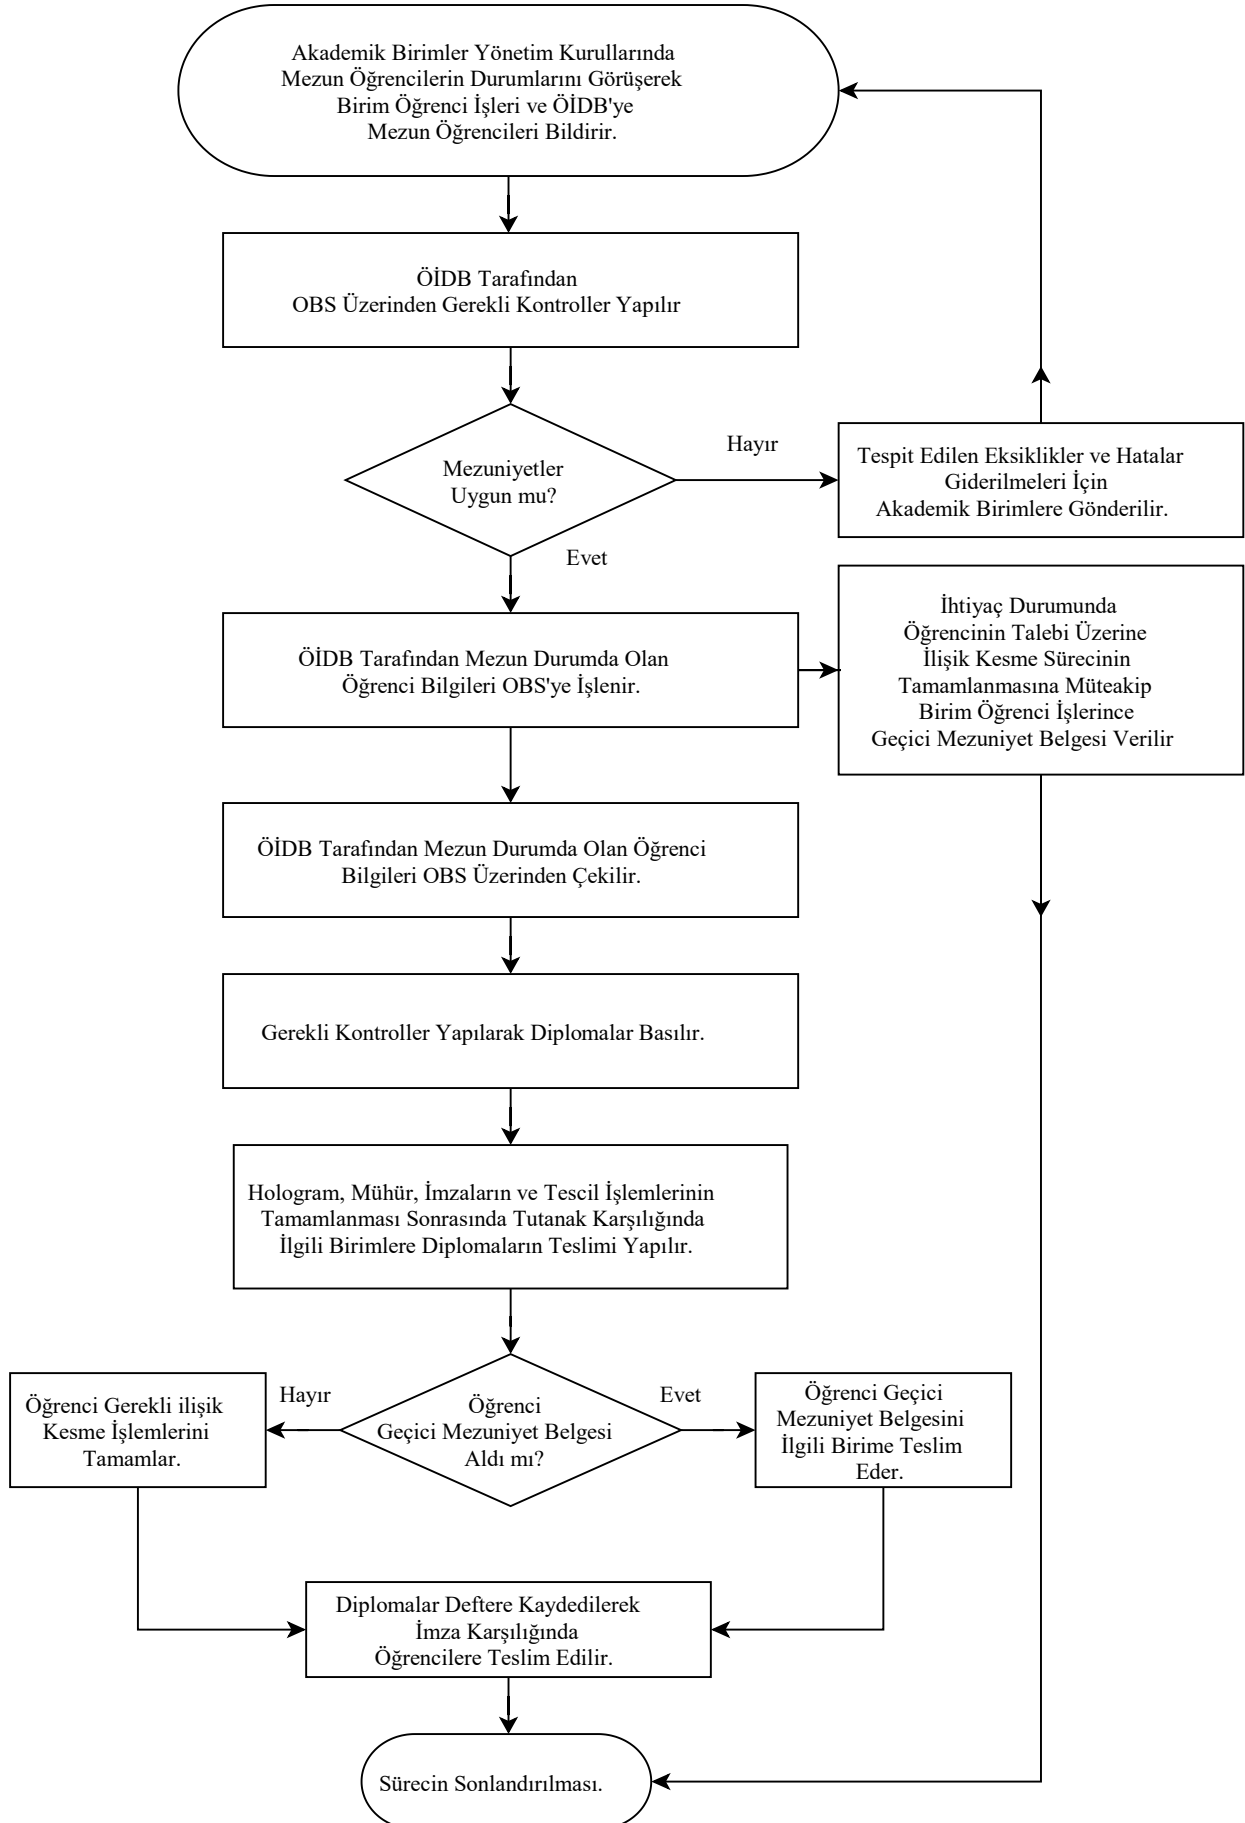 Akademik Birimler Yönetim Kurullarında
Mezun Öğrencilerin Durumlarını Görüşerek
Birim Öğrenci İşleri ve ÖİDB'ye
Mezun Öğrencileri Bildirir.
ÖİDB Tarafından
OBS Üzerinden Gerekli Kontroller Yapılır
Mezuniyetler
Uygun mu?
Hayır
Tespit Edilen Eksiklikler ve Hatalar
Giderilmeleri İçin
Akademik Birimlere Gönderilir.
Evet
ÖİDB Tarafından Mezun Durumda Olan
Öğrenci Bilgileri OBS'ye İşlenir.
İhtiyaç Durumunda
Öğrencinin Talebi Üzerine
İlişik Kesme Sürecinin
Tamamlanmasına Müteakip
Birim Öğrenci İşlerince
Geçici Mezuniyet Belgesi Verilir
ÖİDB Tarafından Mezun Durumda Olan Öğrenci
Bilgileri OBS Üzerinden Çekilir.
Gerekli Kontroller Yapılarak Diplomalar Basılır.
Hologram, Mühür, İmzaların ve Tescil İşlemlerinin
Tamamlanması Sonrasında Tutanak Karşılığında
İlgili Birimlere Diplomaların Teslimi Yapılır.
Öğrenci Gerekli ilişik
Kesme İşlemlerini
Tamamlar.
Hayır
Öğrenci
Geçici Mezuniyet Belgesi
Aldı mı?
Evet
Öğrenci Geçici
Mezuniyet Belgesini
İlgili Birime Teslim
Eder.
Diplomalar Deftere Kaydedilerek
İmza Karşılığında
Öğrencilere Teslim Edilir.
Sürecin Sonlandırılması.